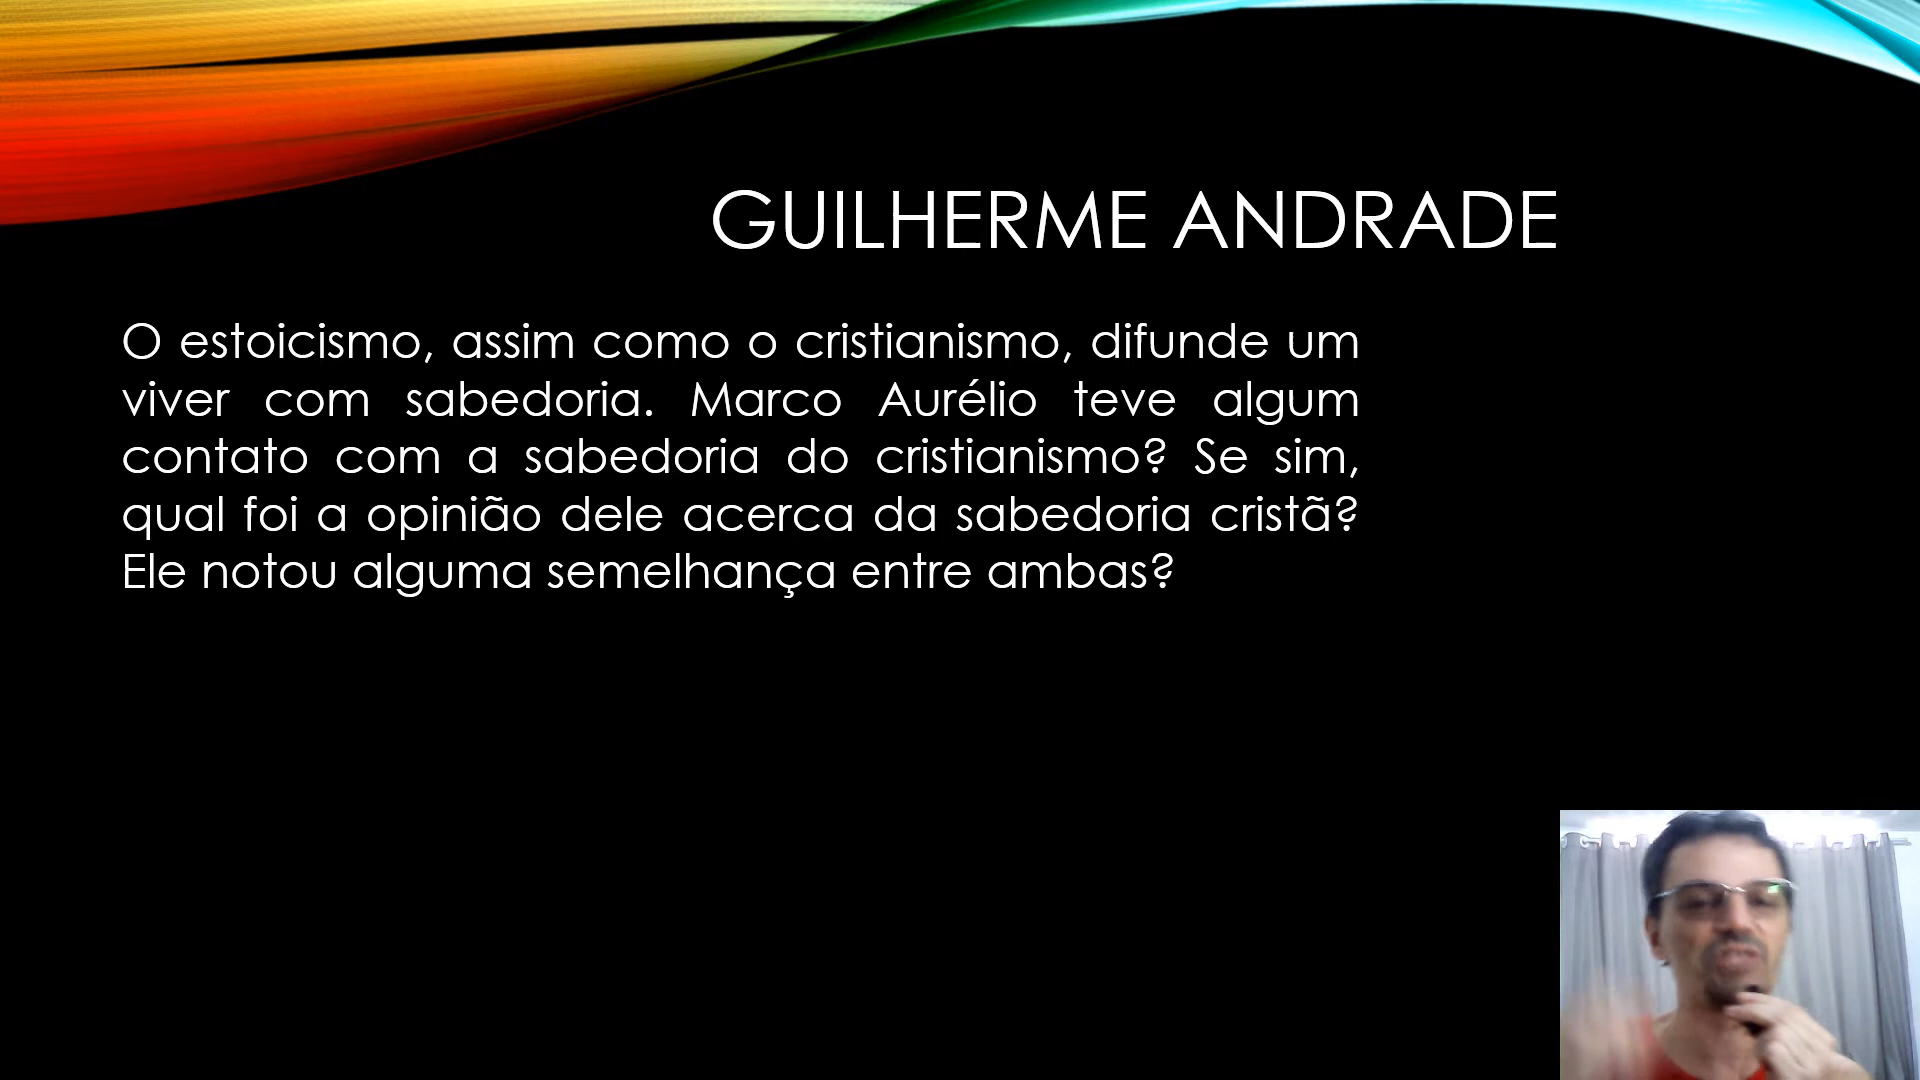 GUILHERME ANDRADE
O estoicismo, assim como o cristianismo, difunde um
viver com sabedoria. Marco Aurélio teve algum
contato com a sabedoria do cristianismo? Se sim,
qual foi a opinião dele acerca da sabedoria cristã?
Ele notou alguma semelhança entre ambas?